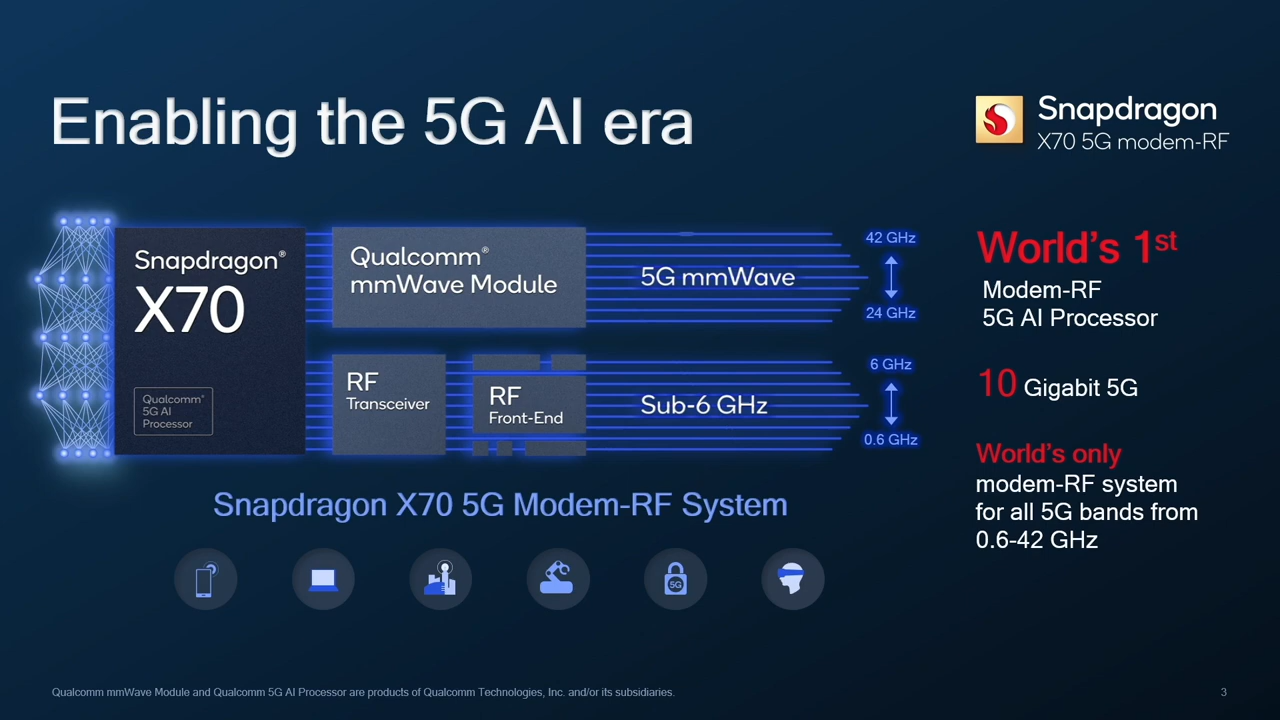 Enabling the 5G AI era
Snapdragon
X70 5G modem-RF
Snapdragon®
X70
Qualcomm®
5G AI
Processor
Qualcomm®
mmWave Module
5G mmWave
42 GHz
24 GHz
RF
Transceiver
RF
Front-End
Sub-6 GHz
6 GHz
0.6 GHz
World's 1st
Modem-RF
5G AI Processor
10 Gigabit 5G
World's only
modem-RF system
for all 5G bands from
0.6-42 GHz
Snapdragon X70 5G Modem-RF System
5G
Qualcomm mmWave Module and Qualcomm 5G AI Processor are products of Qualcomm Technologies, Inc. and/or its subsidiaries.
3